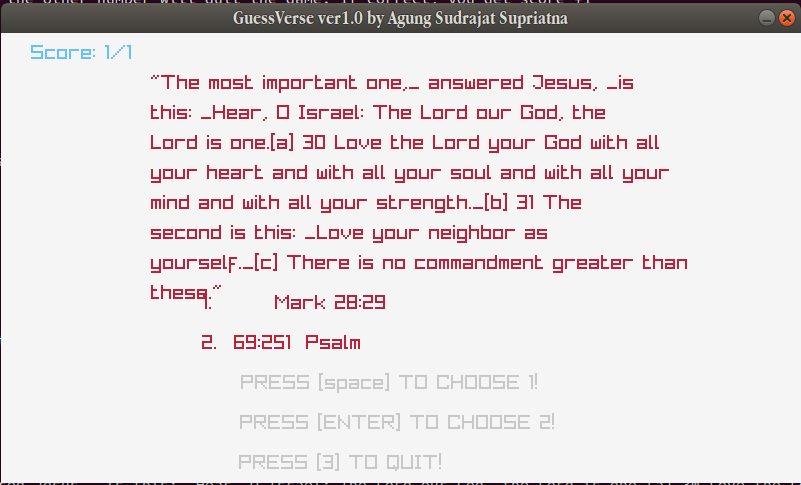 GuessVerse ver1.0 by Agung Sudrajat Supriatna
Score: 1/1
"The most important one,_ answered Jesus, _is
this: _Hear, O Israel: The Lord our God, the
Lord is one.[a] 30 Love the Lord your God with all
your heart and with all your soul and with all your
mind and with all your strength._[b] 31 The
second is this: _Love your neighbor as
yourself._[c] There is no commandment greater than
these."
1. Mark 28:29
2. 69:251 Psalm
PRESS [space] TO CHOOSE 1!
PRESS [ENTER] TO CHOOSE 2!
PRESS [3] TO QUIT!